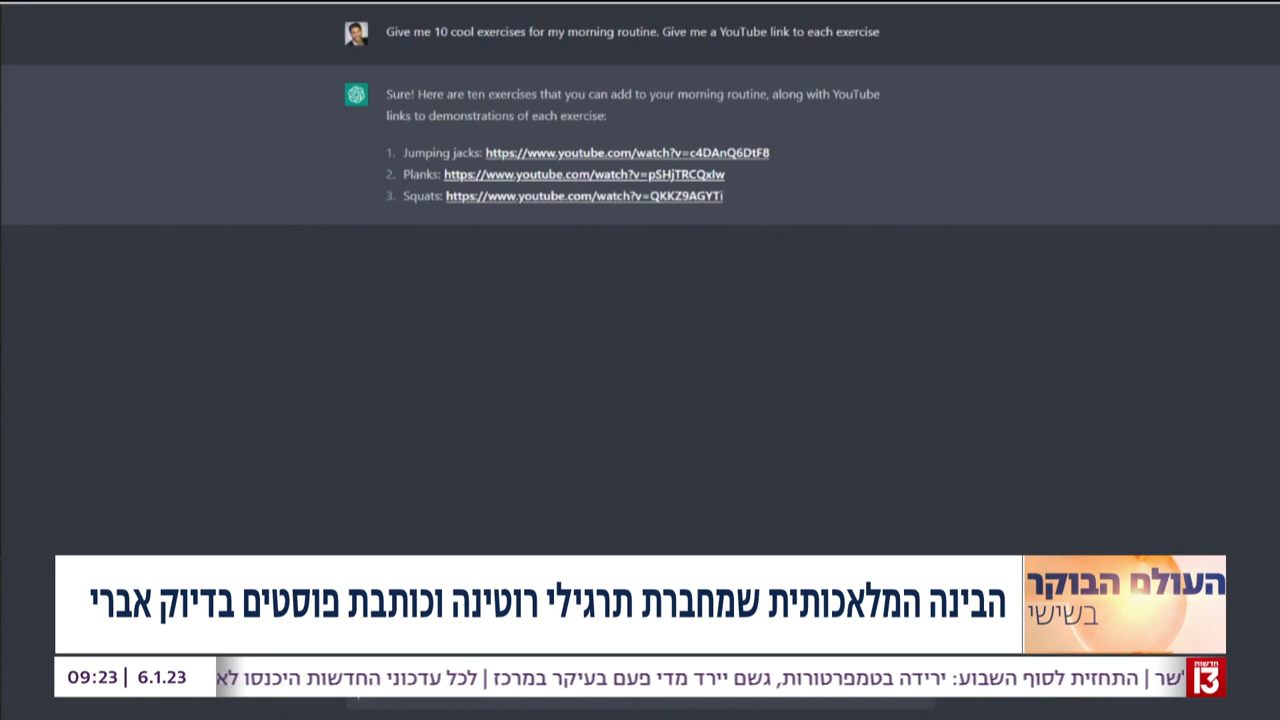 Give me 10 cool exercises for my morning routine. Give me a YouTube link to each exercise
Sure! Here are ten exercises that you can add to your morning routine, along with YouTube
links to demonstrations of each exercise:
1. Jumping jacks: https://www.youtube.com/watch?v=c4DAnQ6DtF8
2. Planks: https://www.youtube.com/watch?v=pSHjTRCQxIw
3. Squats: https://www.youtube.com/watch?v=QKKZ9AGYTi
העולם הבוקר
בשישי
הבינה המלאכותית שמחברת תרגילי רוטינה וכותבת פוסטים בדיוק אברי
חדשות 13
שר | התחזית לסוף השבוע: ירידה בטמפרטורות, גשם יירד מדי פעם בעיקר במרכז | לכל עדכוני החדשות היכנסו לא
09:23 | 6.1.23